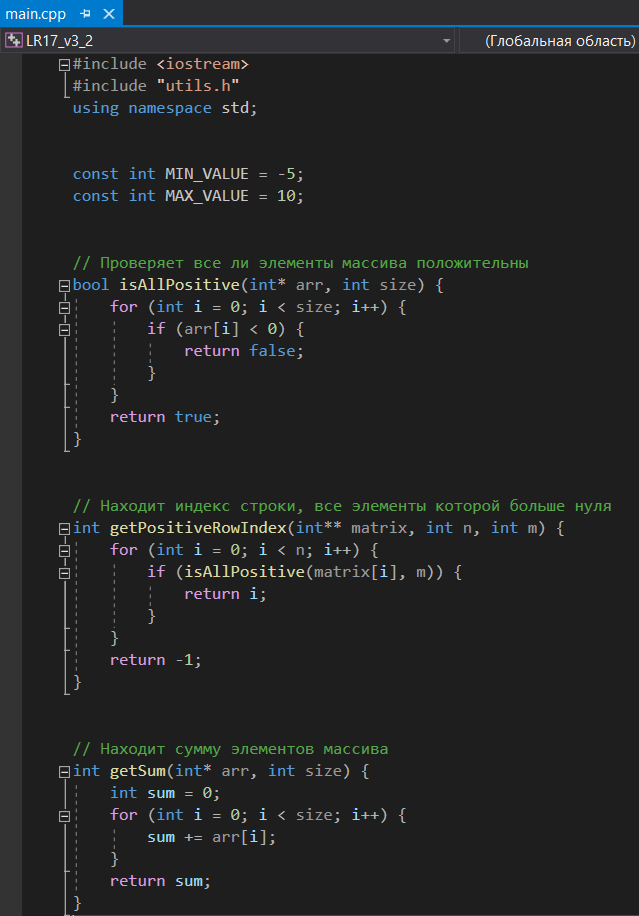 main.cpp
LR17_v3_2 (Глобальная область)
#include <iostream>
#include "utils.h"
using namespace std;
const int MIN_VALUE = -5;
const int MAX_VALUE = 10;
// Проверяет все ли элементы массива положительны
bool isAllPositive(int* arr, int size) {
    for (int i = 0; i < size; i++) {
        if (arr[i] < 0) {
            return false;
        }
    }
    return true;
}
// Находит индекс строки, все элементы которой больше нуля
int getPositiveRowIndex(int** matrix, int n, int m) {
    for (int i = 0; i < n; i++) {
        if (isAllPositive(matrix[i], m)) {
            return i;
        }
    }
    return -1;
}
// Находит сумму элементов массива
int getSum(int* arr, int size) {
    int sum = 0;
    for (int i = 0; i < size; i++) {
        sum += arr[i];
    }
    return sum;
}